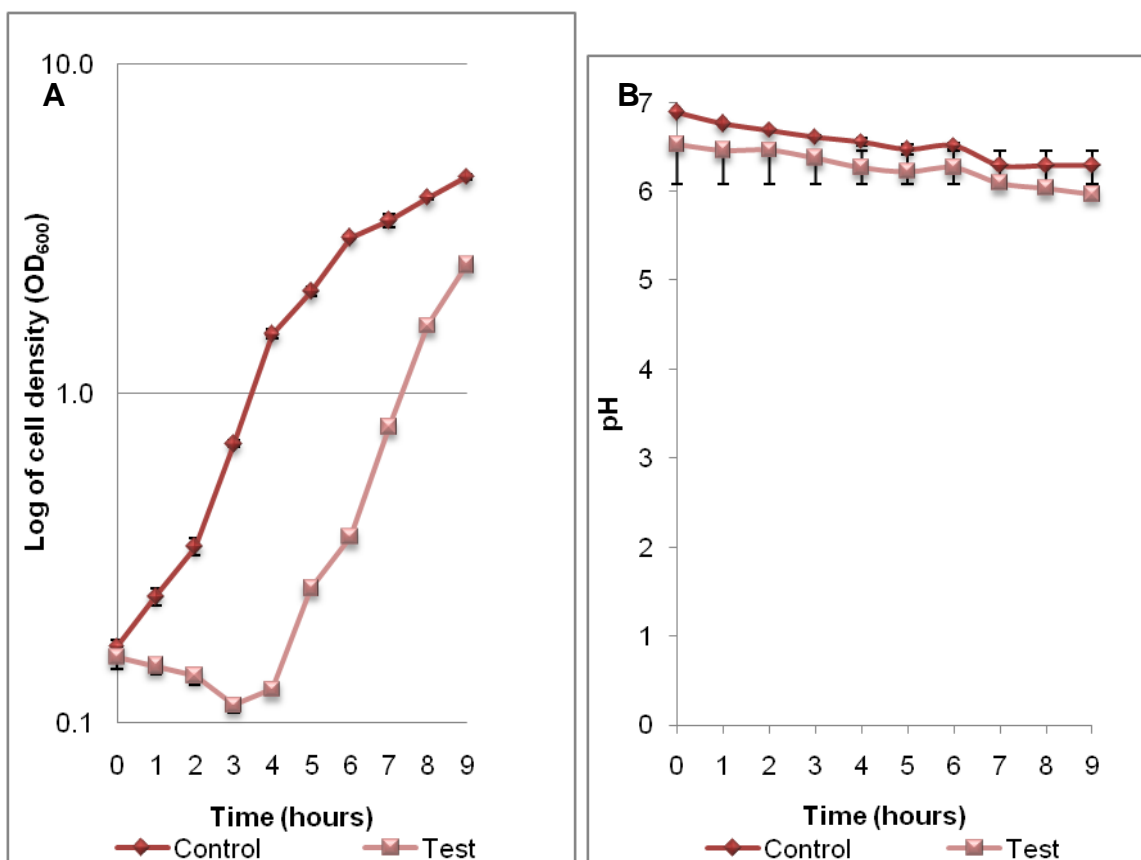 A
Log of cell density (OD600)
10.0
1.0
0.1
0 1 2 3 4 5 6 7 8 9
Time (hours)
Control Test
B
pH
7
6
5
4
3
2
1
0
0 1 2 3 4 5 6 7 8 9
Time (hours)
Control Test